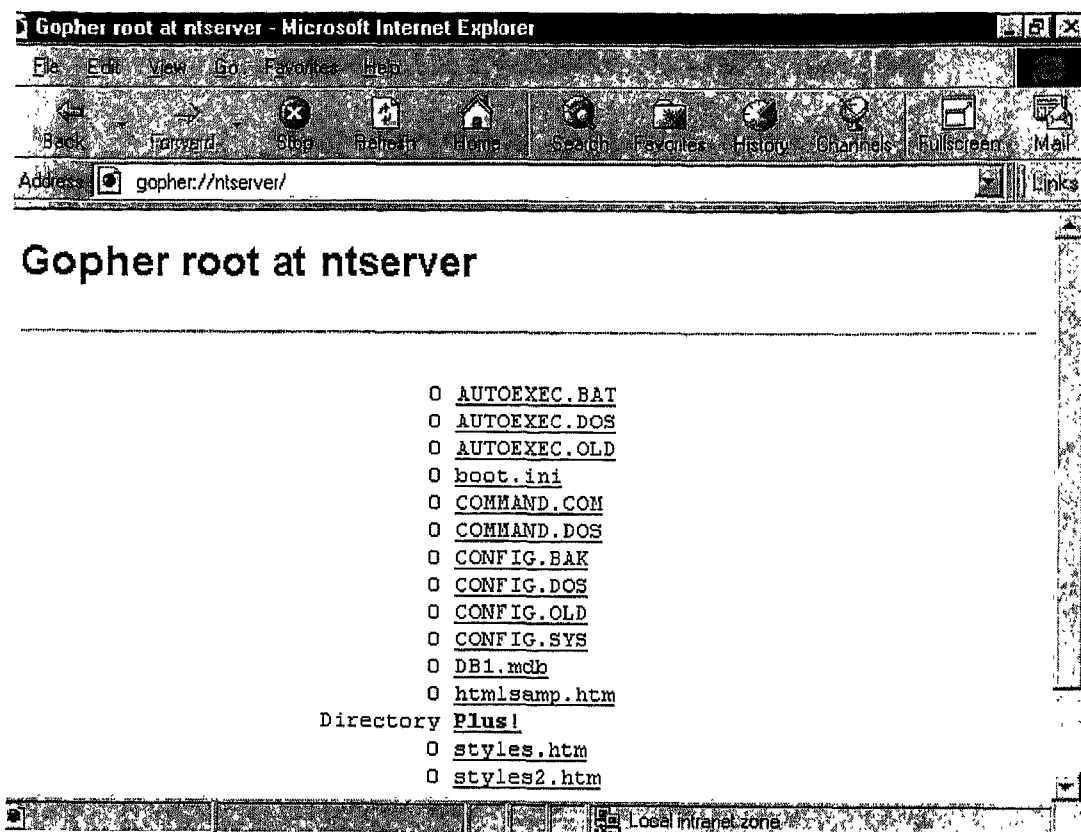 Gopher root at ntserver - Microsoft Internet Explorer
File Edit View Go Favorites Help
Back Forward Stop Refresh Home Search Favorites History Channels Fullscreen Mail
Address gopher://ntserver/ Links
Gopher root at ntserver
0 AUTOEXEC.BAT
0 AUTOEXEC.DOS
0 AUTOEXEC.OLD
0 boot.ini
0 COMMAND.COM
0 COMMAND.DOS
0 CONFIG.BAK
0 CONFIG.DOS
0 CONFIG.OLD
0 CONFIG.SYS
0 DB1.mdb
0 htmlsamp.htm
Directory Plus!
0 styles.htm
0 styles2.htm
Local intranet zone